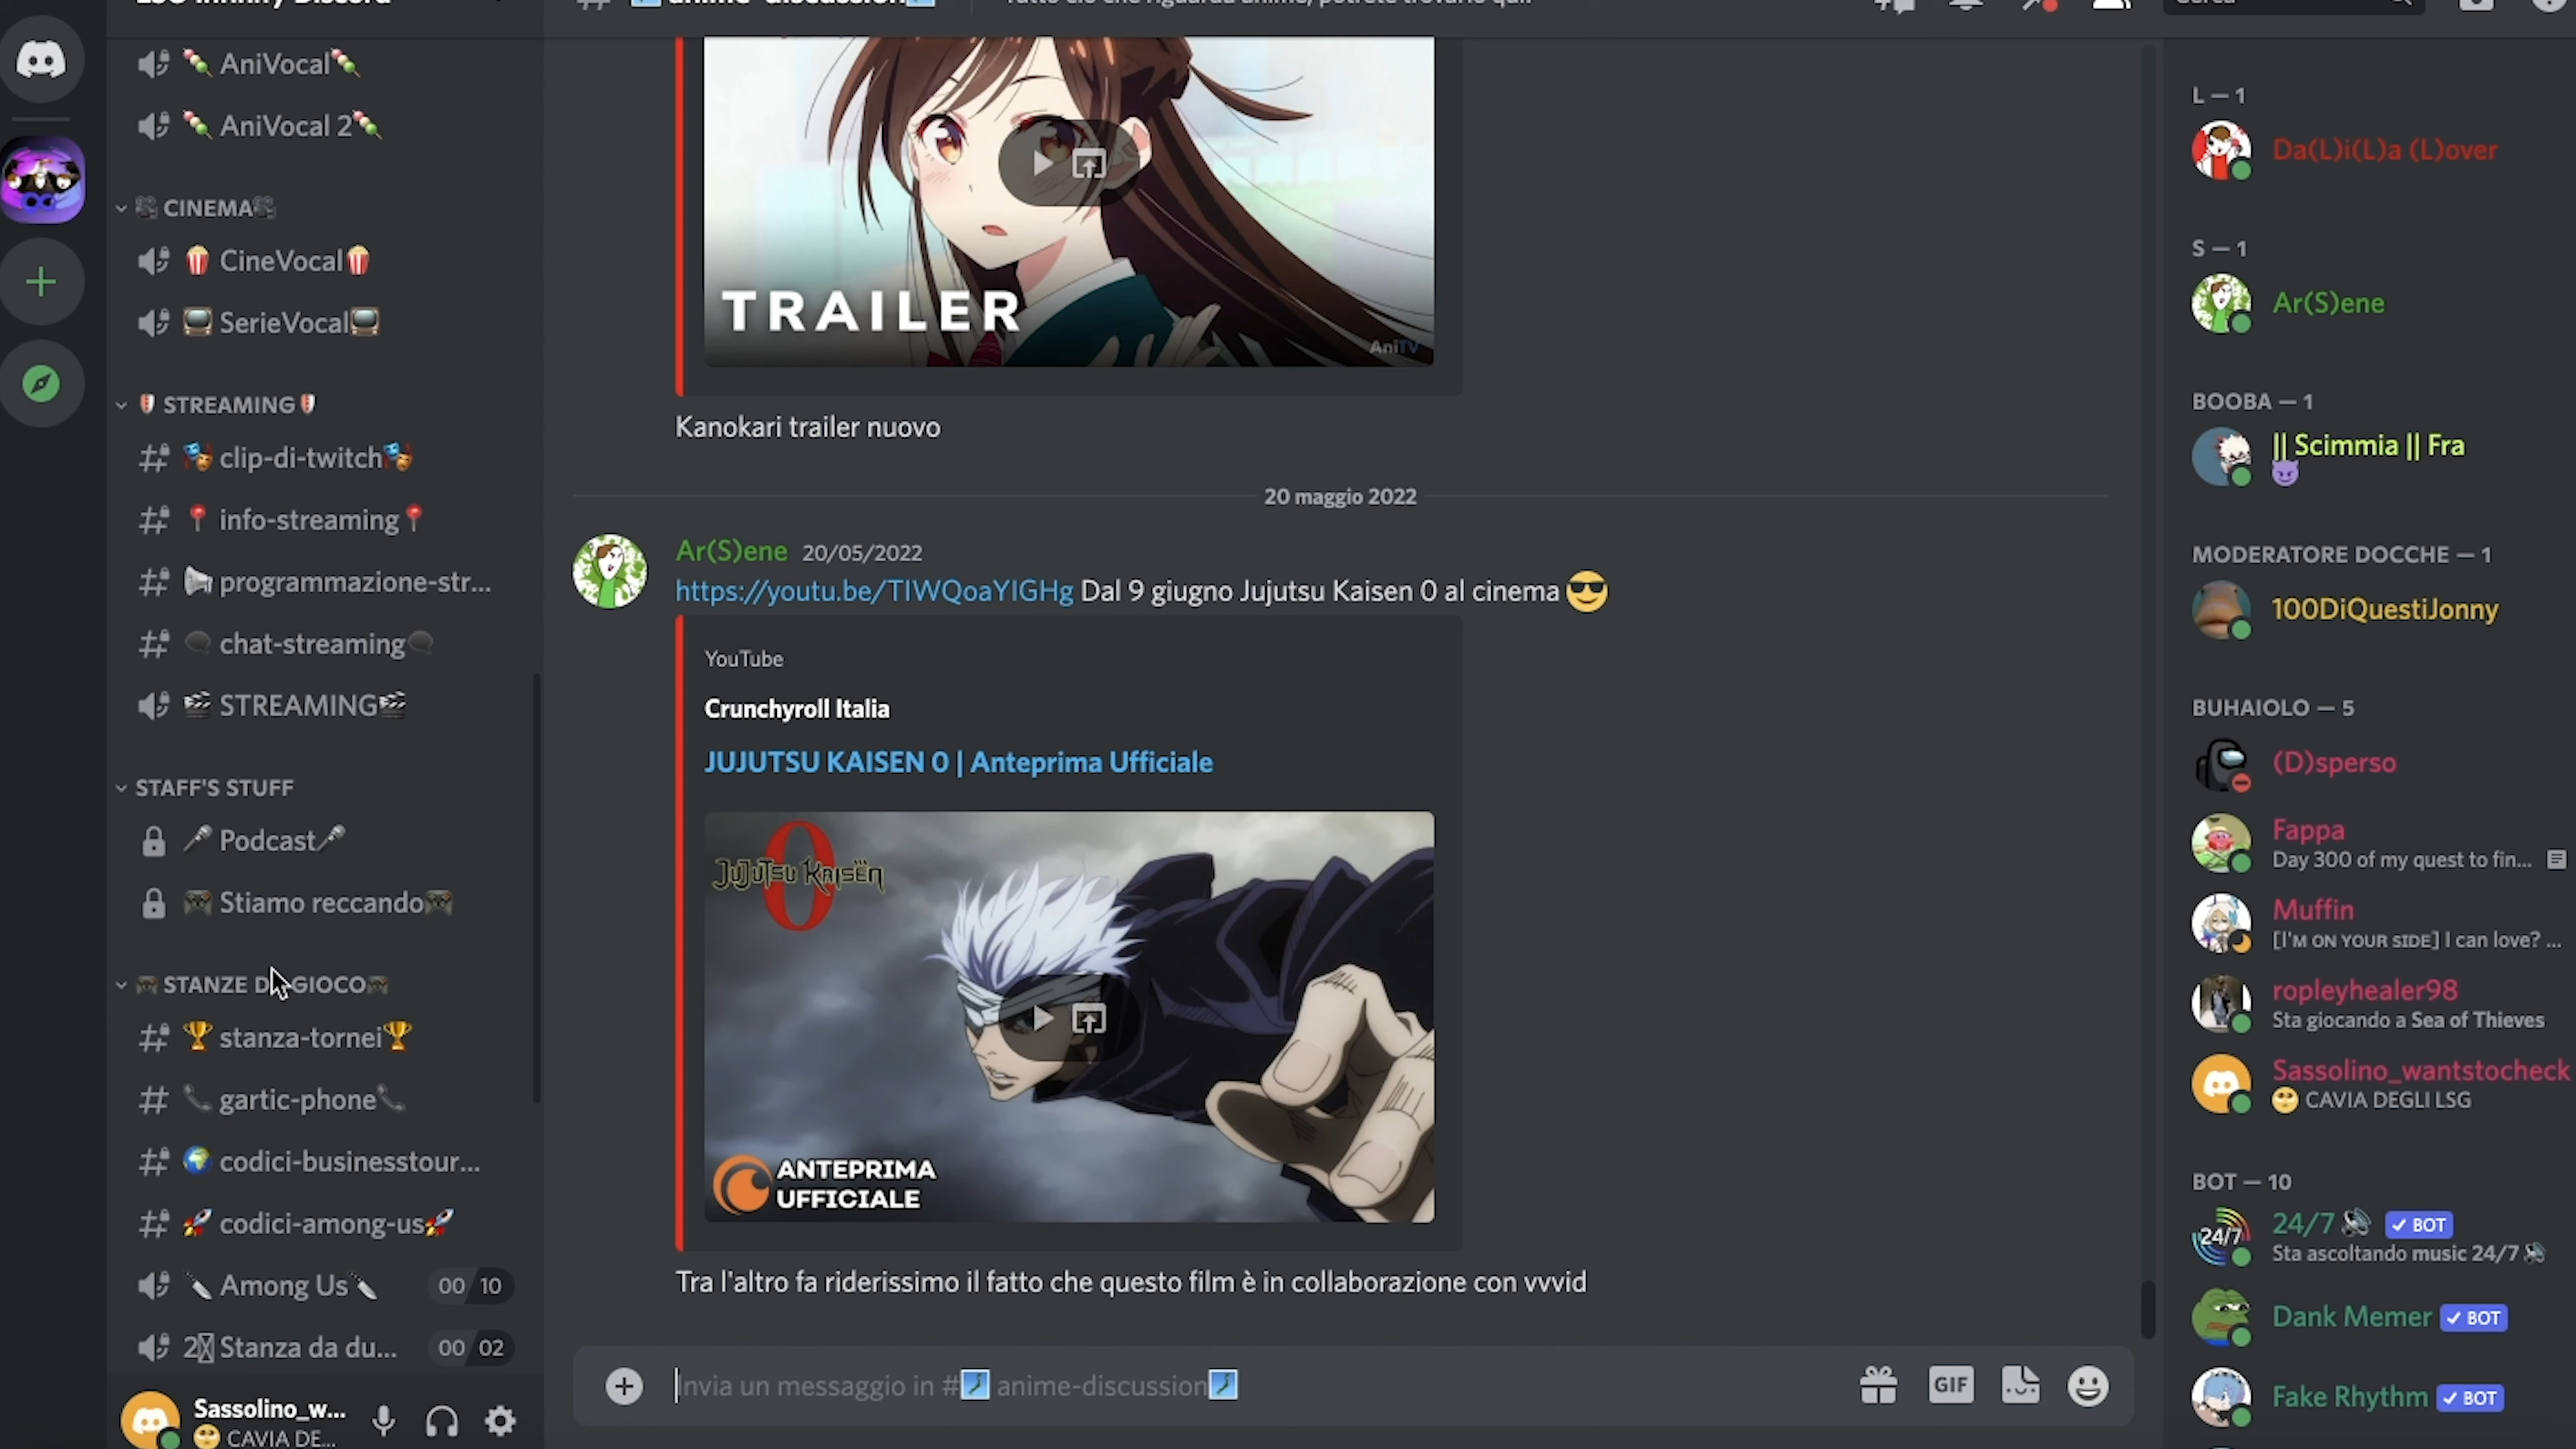 AniVocal
AniVocal 2
CINEMA
CineVocal
SerieVocal
STREAMING
clip-di-twitch
info-streaming
programmazione-str...
chat-streaming
STREAMING
STAFF'S STUFF
Podcast
Stiamo reccando
STANZE DI GIOCO
stanza-tornei
gartic-phone
codici-businesstour...
codici-among-us
Among Us 00 10
Stanza da du... 00 02
Sassolino_w...
CAVIA DE...
TRAILER
AniTV
Kanokari trailer nuovo
20 maggio 2022
Ar(S)ene 20/05/2022
https://youtu.be/TIWQoaYIGHg Dal 9 giugno Jujutsu Kaisen 0 al cinema 😎
YouTube
Crunchyroll Italia
JUJUTSU KAISEN 0 | Anteprima Ufficiale
JUJUTSU KAISEN 0
ANTEPRIMA
UFFICIALE
Tra l'altro fa riderissimo il fatto che questo film è in collaborazione con vvvid
Invia un messaggio in # anime-discussion
GIF
L — 1
Da(L)i(L)a (L)over
S — 1
Ar(S)ene
BOOBA — 1
|| Scimmia || Fra
MODERATORE DOCCHE — 1
100DiQuestiJonny
BUHAIOLO — 5
(D)sperso
Fappa
Day 300 of my quest to fin...
Muffin
[I'M ON YOUR SIDE] I can love? ...
ropleyhealer98
Sta giocando a Sea of Thieves
Sassolino_wantstocheck
CAVIA DEGLI LSG
BOT — 10
24/7
24/7 BOT
Sta ascoltando music 24/7
Dank Memer BOT
Fake Rhythm BOT